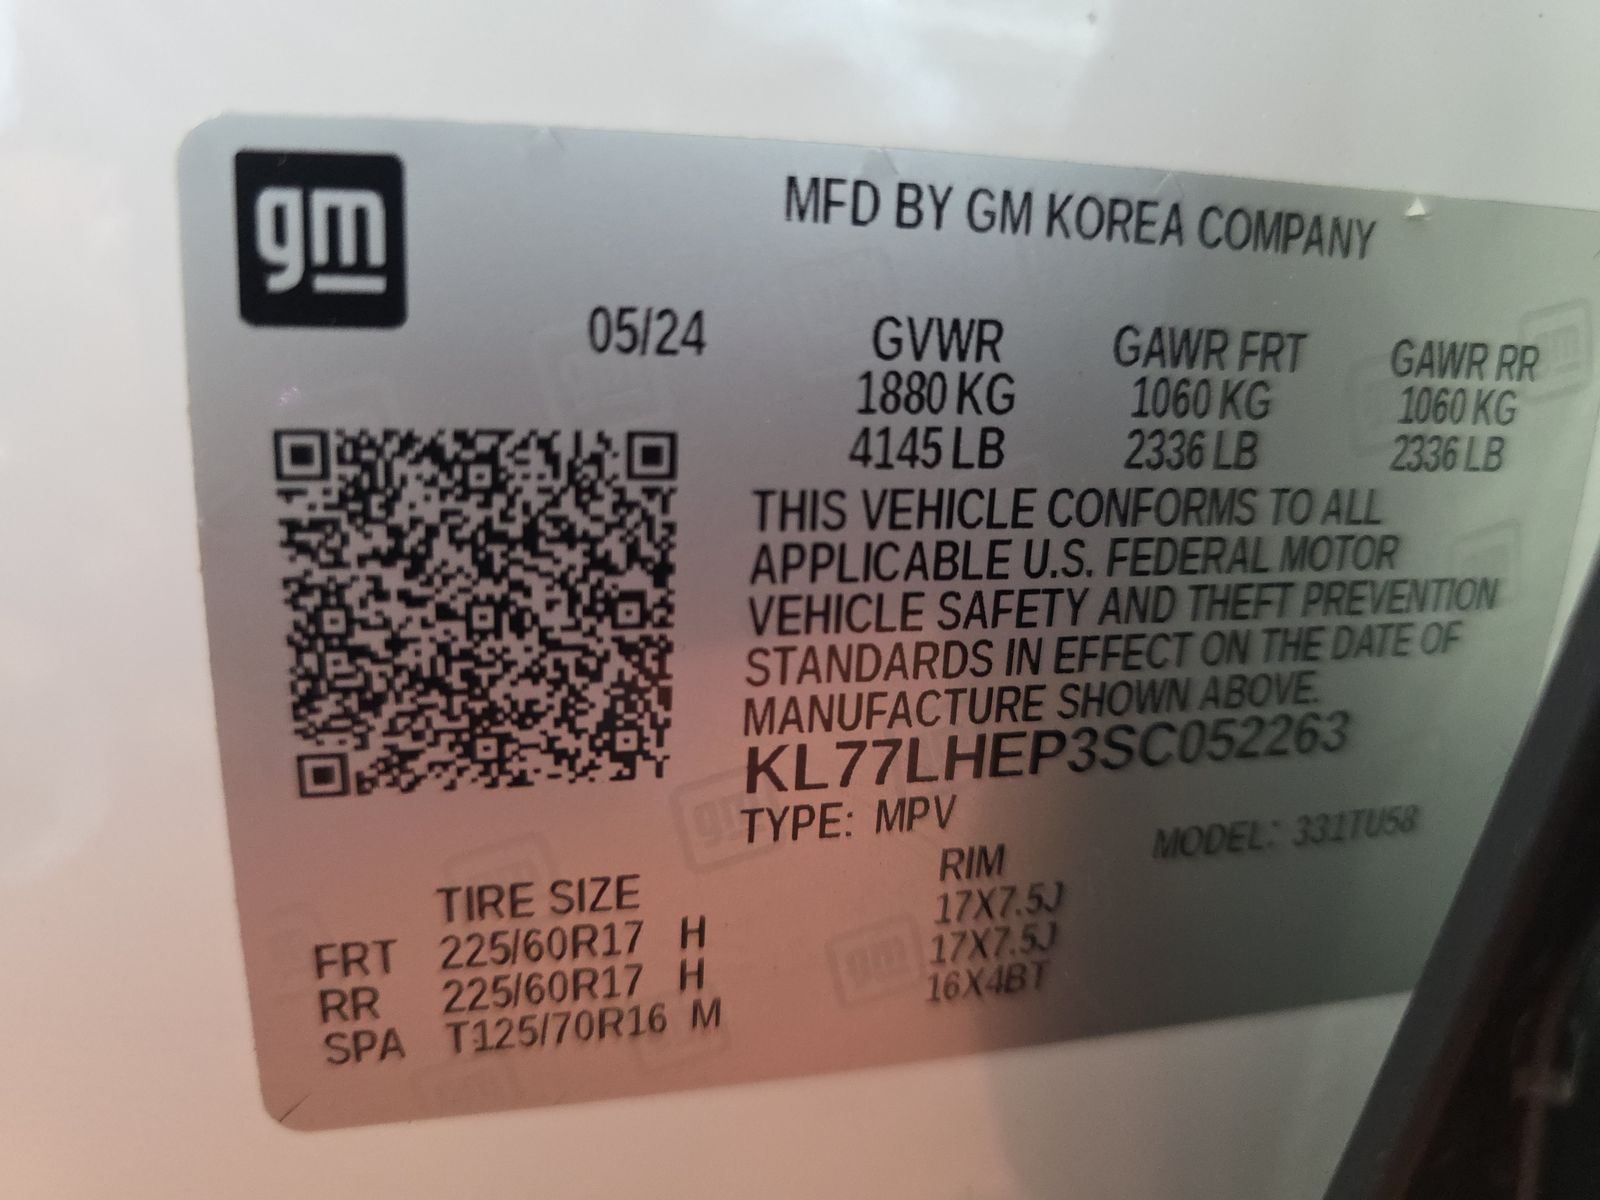 gm
MFD BY GM KOREA COMPANY
05/24
GVWR GAWR FRT GAWR RR
1880 KG 1060 KG 1060 KG
4145 LB 2336 LB 2336 LB
THIS VEHICLE CONFORMS TO ALL
APPLICABLE U.S. FEDERAL MOTOR
VEHICLE SAFETY AND THEFT PREVENTION
STANDARDS IN EFFECT ON THE DATE OF
MANUFACTURE SHOWN ABOVE.
KL77LHEP3SC052263
TYPE: MPV MODEL: 331TU58
TIRE SIZE RIM
FRT 225/60R17 H 17X7.5J
RR 225/60R17 H 17X7.5J
SPA T125/70R16 M 16X4BT